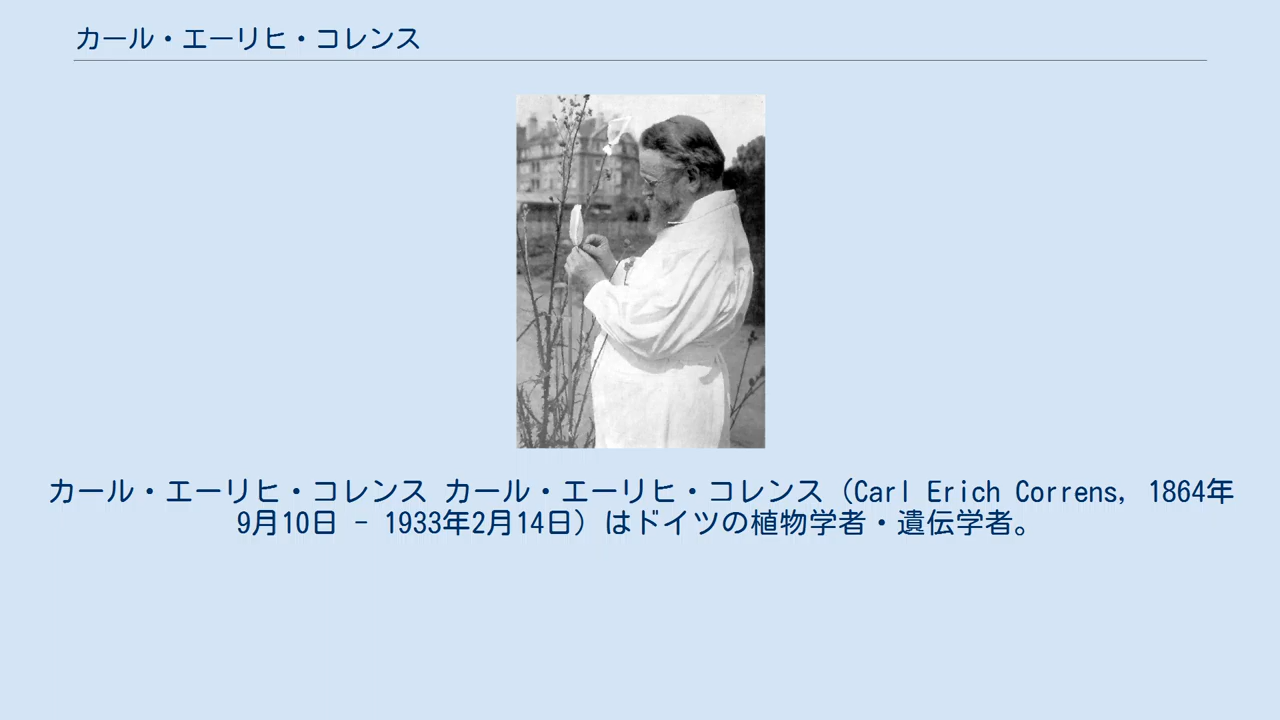 カール・エーリヒ・コレンス
カール・エーリヒ・コレンス カール・エーリヒ・コレンス（Carl Erich Correns, 1864年
9月10日 - 1933年2月14日）はドイツの植物学者・遺伝学者。